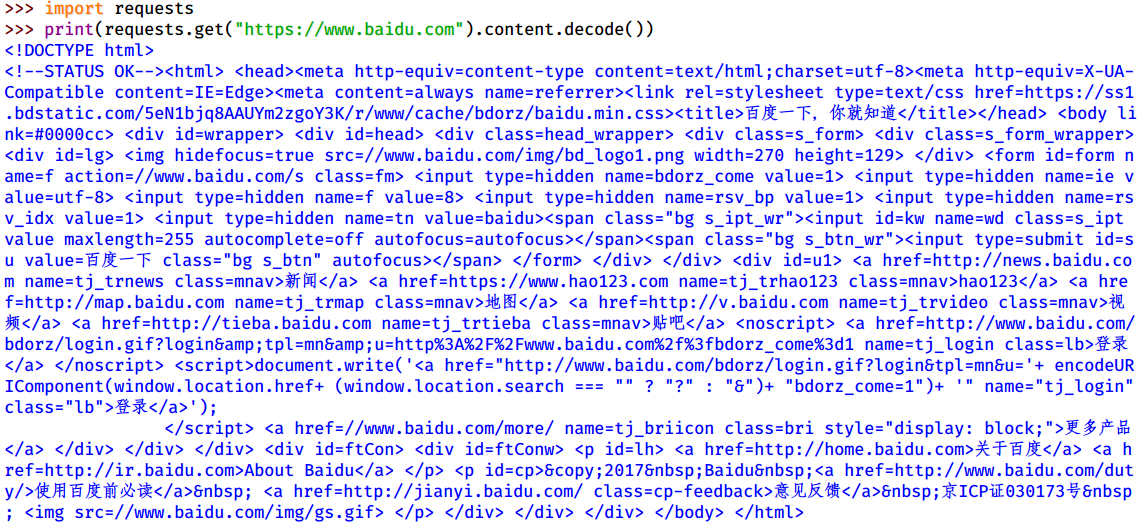 >>> import requests
>>> print(requests.get("https://www.baidu.com").content.decode())
<!DOCTYPE html>
<!--STATUS OK--><html> <head><meta http-equiv=content-type content=text/html;charset=utf-8><meta http-equiv=X-UA-
Compatible content=IE=Edge><meta content=always name=referrer><link rel=stylesheet type=text/css href=https://ss1
.bdstatic.com/5eN1bjq8AAUYm2zgoY3K/r/www/cache/bdorz/baidu.min.css><title>百度一下，你就知道</title></head> <body li
nk=#0000cc> <div id=wrapper> <div id=head> <div class=head_wrapper> <div class=s_form> <div class=s_form_wrapper>
<div id=lg> <img hidefocus=true src=//www.baidu.com/img/bd_logo1.png width=270 height=129> </div> <form id=form n
ame=f action=//www.baidu.com/s class=fm> <input type=hidden name=bdorz_come value=1> <input type=hidden name=ie v
alue=utf-8> <input type=hidden name=f value=8> <input type=hidden name=rsv_bp value=1> <input type=hidden name=rs
v_idx value=1> <input type=hidden name=tn value=baidu><span class="bg s_ipt_wr"><input id=kw name=wd class=s_ipt
value maxlength=255 autocomplete=off autofocus=autofocus></span><span class="bg s_btn_wr"><input type=submit id=s
u value=百度一下 class="bg s_btn" autofocus></span> </form> </div> </div> <div id=u1> <a href=http://news.baidu.co
m name=tj_trnews class=mnav>新闻</a> <a href=https://www.hao123.com name=tj_trhao123 class=mnav>hao123</a> <a hre
f=http://map.baidu.com name=tj_trmap class=mnav>地图</a> <a href=http://v.baidu.com name=tj_trvideo class=mnav>视
频</a> <a href=http://tieba.baidu.com name=tj_trtieba class=mnav>贴吧</a> <noscript> <a href=http://www.baidu.com/
bdorz/login.gif?login&amp;tpl=mn&amp;u=http%3A%2F%2Fwww.baidu.com%2f%3fbdorz_come%3d1 name=tj_login class=lb>登录
</a> </noscript> <script>document.write('<a href="http://www.baidu.com/bdorz/login.gif?login&tpl=mn&u='+ encodeUR
IComponent(window.location.href+ (window.location.search === "" ? "?" : "&")+ "bdorz_come=1")+ '" name="tj_login"
class="lb">登录</a>');
</script> <a href=//www.baidu.com/more/ name=tj_briicon class=bri style="display: block;">更多产品
</a> </div> </div> </div> <div id=ftCon> <div id=ftConw> <p id=lh> <a href=http://home.baidu.com>关于百度</a> <a h
ref=http://ir.baidu.com>About Baidu</a> </p> <p id=cp>&copy;2017&nbsp;Baidu&nbsp;<a href=http://www.baidu.com/dut
y/>使用百度前必读</a>&nbsp; <a href=http://jianyi.baidu.com/ class=cp-feedback>意见反馈</a>&nbsp;京ICP证030173号&nbsp
; <img src=//www.baidu.com/img/gs.gif> </p> </div> </div> </div> </body> </html>